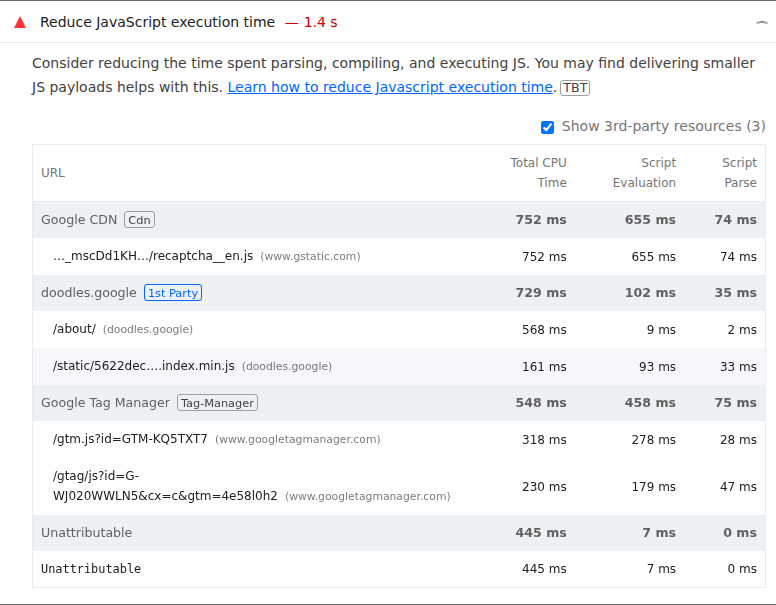 Reduce JavaScript execution time — 1.4 s
Consider reducing the time spent parsing, compiling, and executing JS. You may find delivering smaller
JS payloads helps with this. Learn how to reduce Javascript execution time. TBT
Show 3rd-party resources (3)
URL Total CPU Time Script Evaluation Script Parse
Google CDN Cdn 752 ms 655 ms 74 ms
…_mscDd1KH…/recaptcha__en.js (www.gstatic.com) 752 ms 655 ms 74 ms
doodles.google 1st Party 729 ms 102 ms 35 ms
/about/ (doodles.google) 568 ms 9 ms 2 ms
/static/5622dec….index.min.js (doodles.google) 161 ms 93 ms 33 ms
Google Tag Manager Tag-Manager 548 ms 458 ms 75 ms
/gtm.js?id=GTM-KQ5TXT7 (www.googletagmanager.com) 318 ms 278 ms 28 ms
/gtag/js?id=G-
WJ020WWLN5&cx=c&gtm=4e58l0h2 (www.googletagmanager.com) 230 ms 179 ms 47 ms
Unattributable 445 ms 7 ms 0 ms
Unattributable 445 ms 7 ms 0 ms